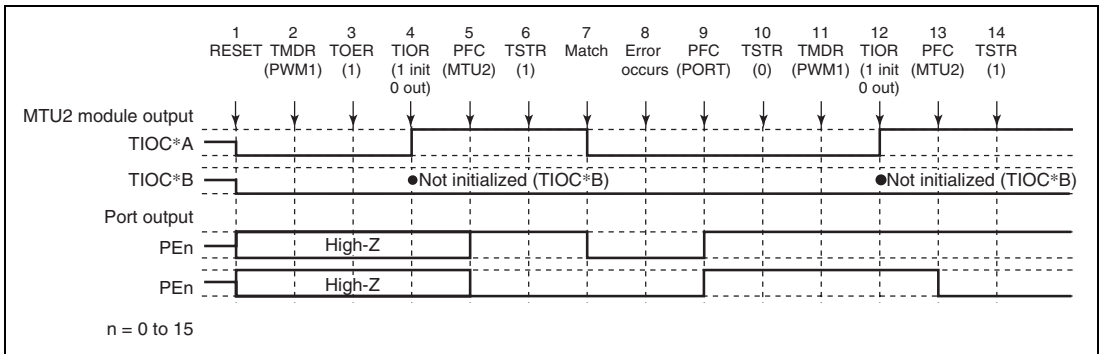 1 2 3 4 5 6 7 8 9 10 11 12 13 14
RESET TMDR TOER TIOR PFC TSTR Match Error PFC TSTR TMDR TIOR PFC TSTR
(PWM1) (1) (1 init (MTU2) (1) occurs (PORT) (0) (PWM1) (1 init (MTU2) (1)
0 out) 0 out)
MTU2 module output
TIOC*A
TIOC*B ●Not initialized (TIOC*B) ●Not initialized (TIOC*B)
Port output
PEn High-Z
PEn High-Z
n = 0 to 15